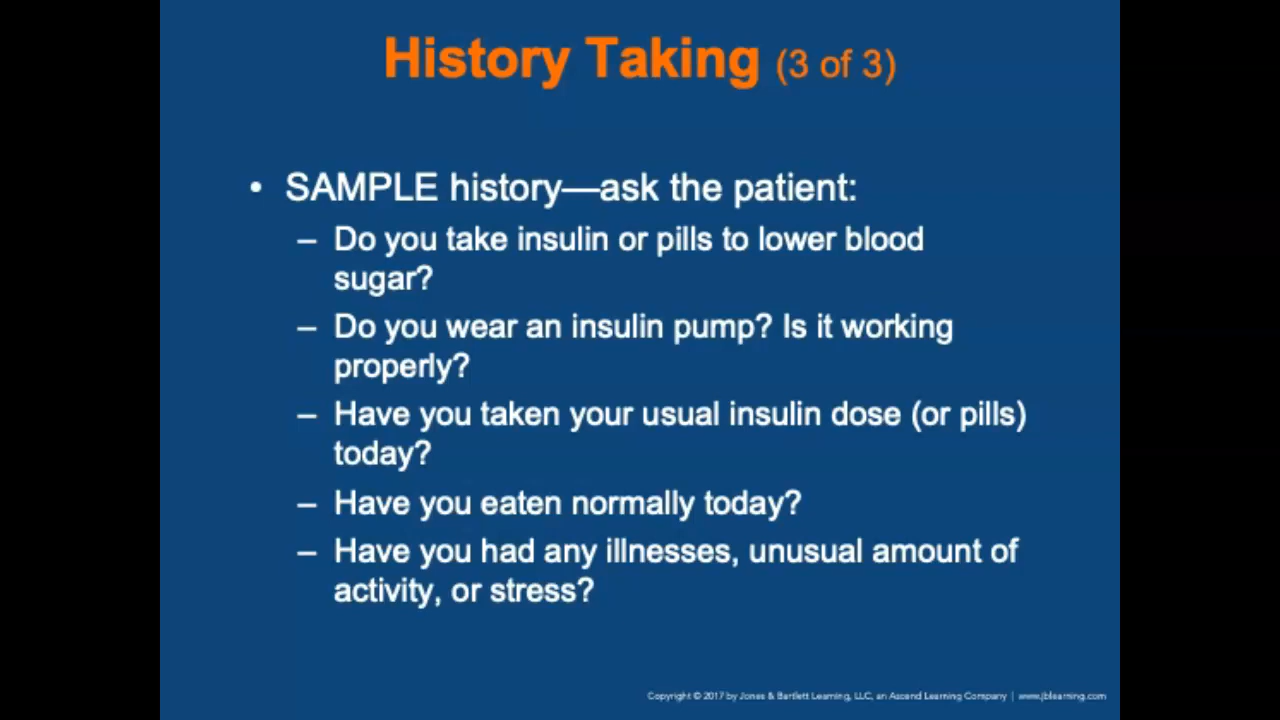 History Taking (3 of 3)
• SAMPLE history—ask the patient:
– Do you take insulin or pills to lower blood
sugar?
– Do you wear an insulin pump? Is it working
properly?
– Have you taken your usual insulin dose (or pills)
today?
– Have you eaten normally today?
– Have you had any illnesses, unusual amount of
activity, or stress?
Copyright © 2017 by Jones & Bartlett Learning, LLC, an Ascend Learning Company | www.jblearning.com